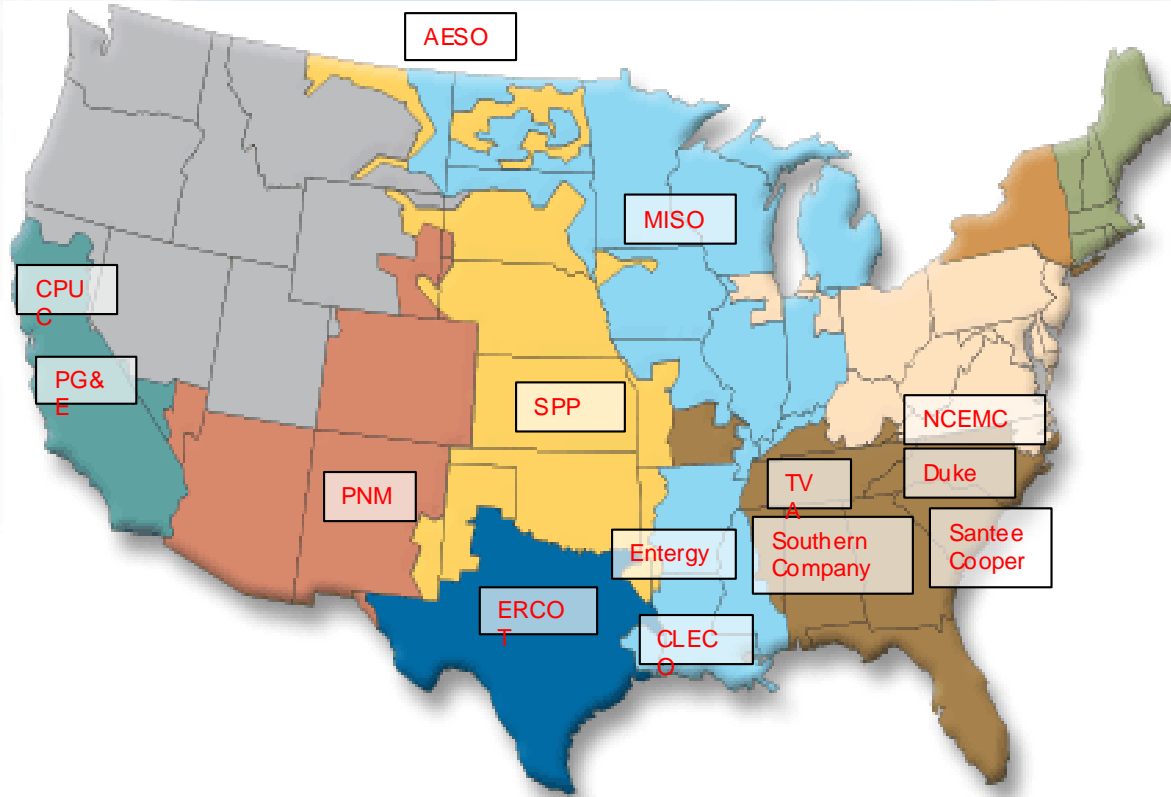 AESO
MISO
CPU
C
PG&
E
SPP
NCEMC
PNM
TV
A
Duke
Entergy
Southern
Company
Santee
Cooper
ERCO
T
CLEC
O